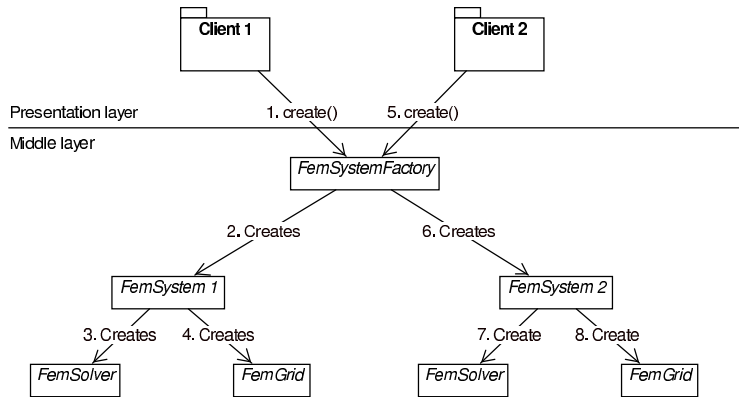 Client 1
Client 2
1. create()
5. create()
Presentation layer
Middle layer
FemSystemFactory
2. Creates
6. Creates
FemSystem 1
FemSystem 2
3. Creates
4. Creates
7. Create
8. Create
FemSolver
FemGrid
FemSolver
FemGrid